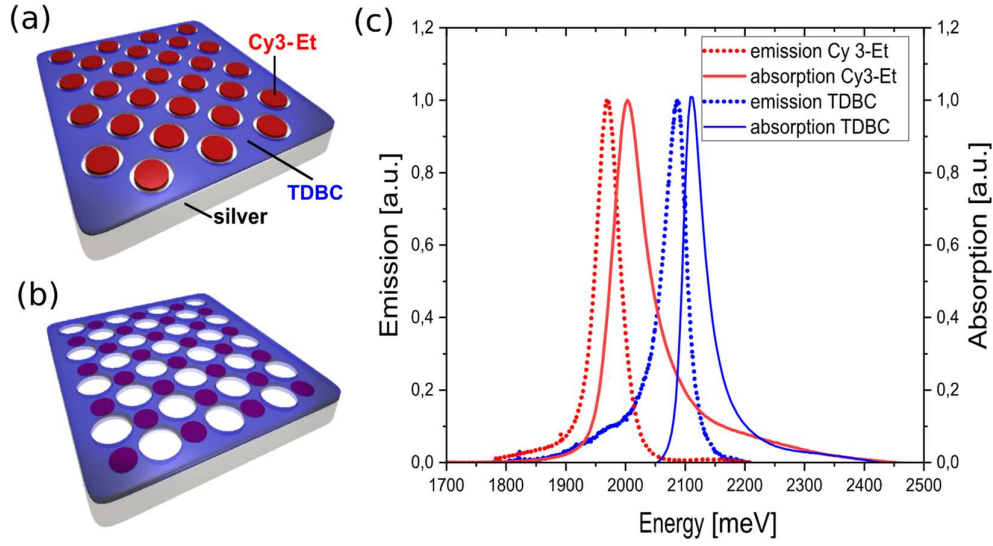 (a)
Cy3-Et
TDBC
silver
(b)
(c)
emission Cy 3-Et
absorption Cy3-Et
emission TDBC
absorption TDBC
Emission [a.u.]
1,2
1,0
0,8
0,6
0,4
0,2
0,0
Absorption [a.u.]
1,2
1,0
0,8
0,6
0,4
0,2
0,0
1700 1800 1900 2000 2100 2200 2300 2400 2500
Energy [meV]